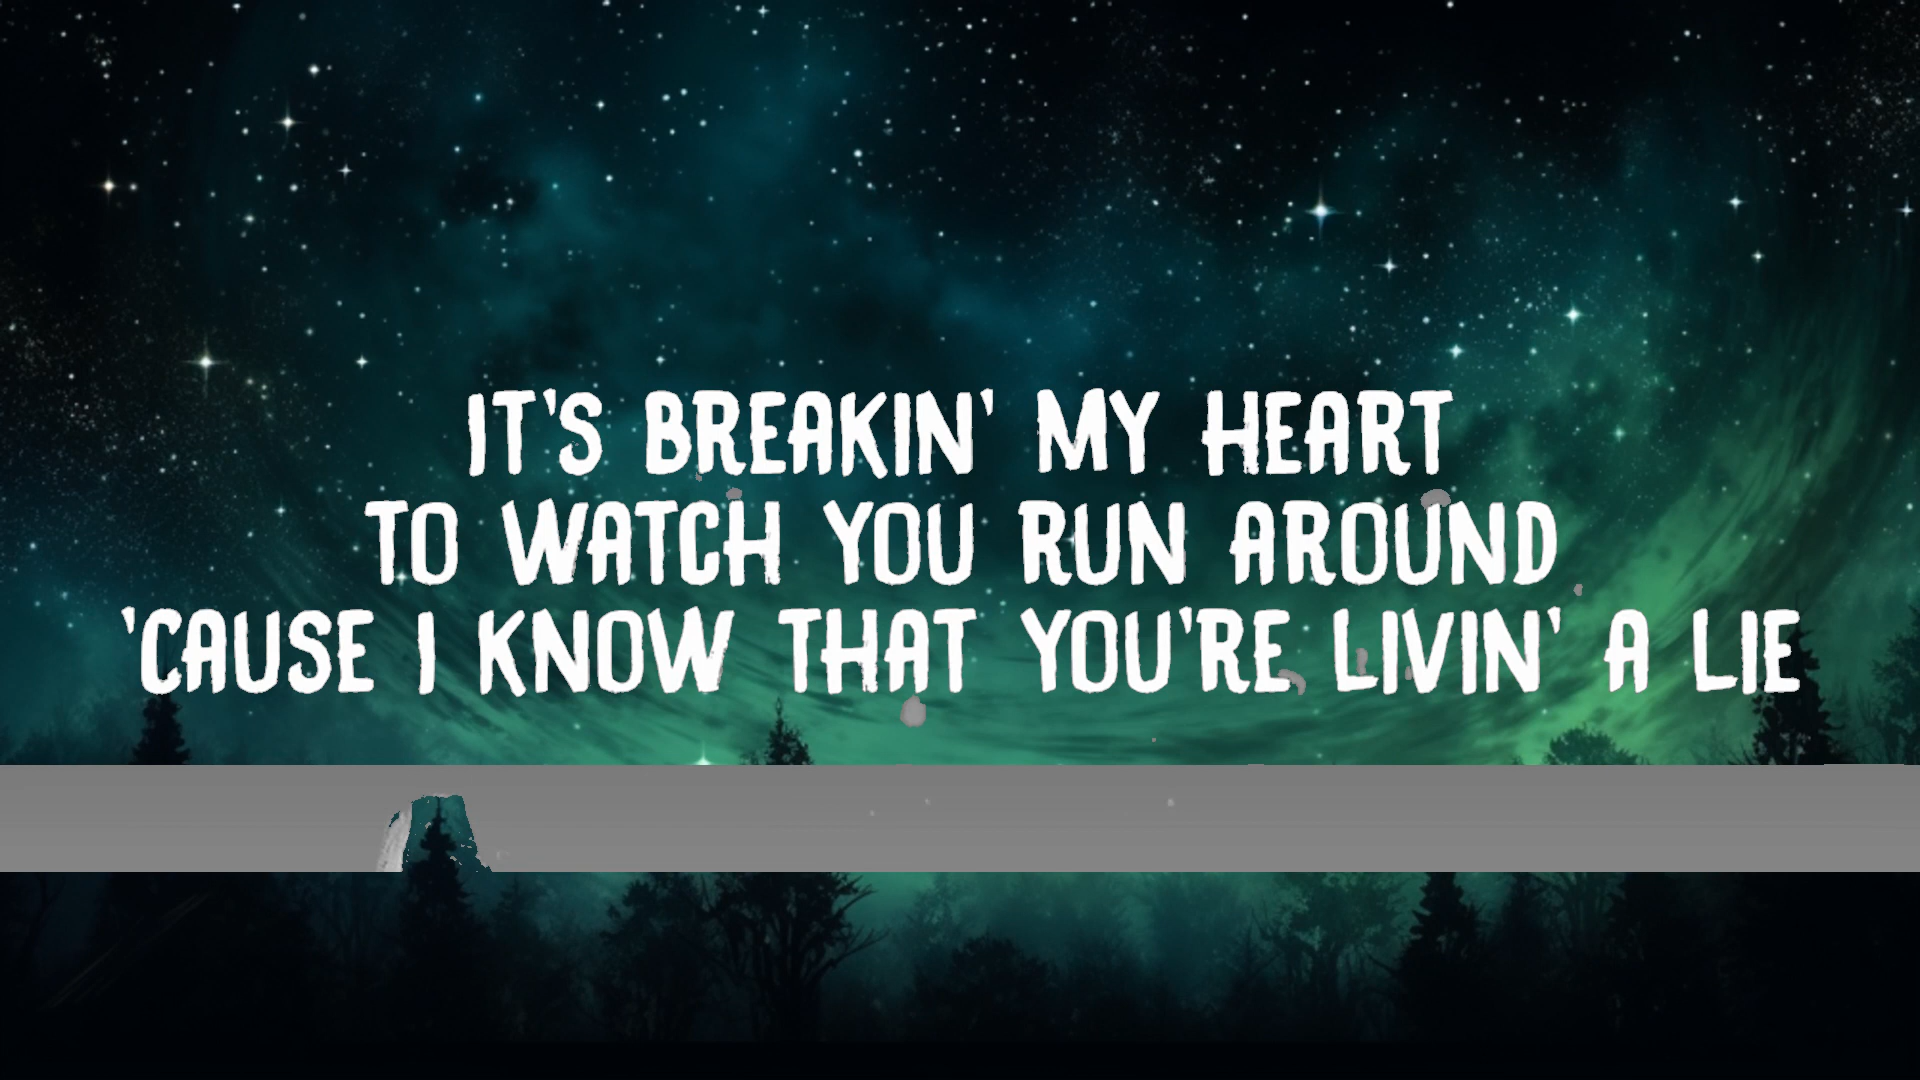 IT'S BREAKIN' MY HEART
TO WATCH YOU RUN AROUND
'CAUSE I KNOW THAT YOU'RE LIVIN' A LIE